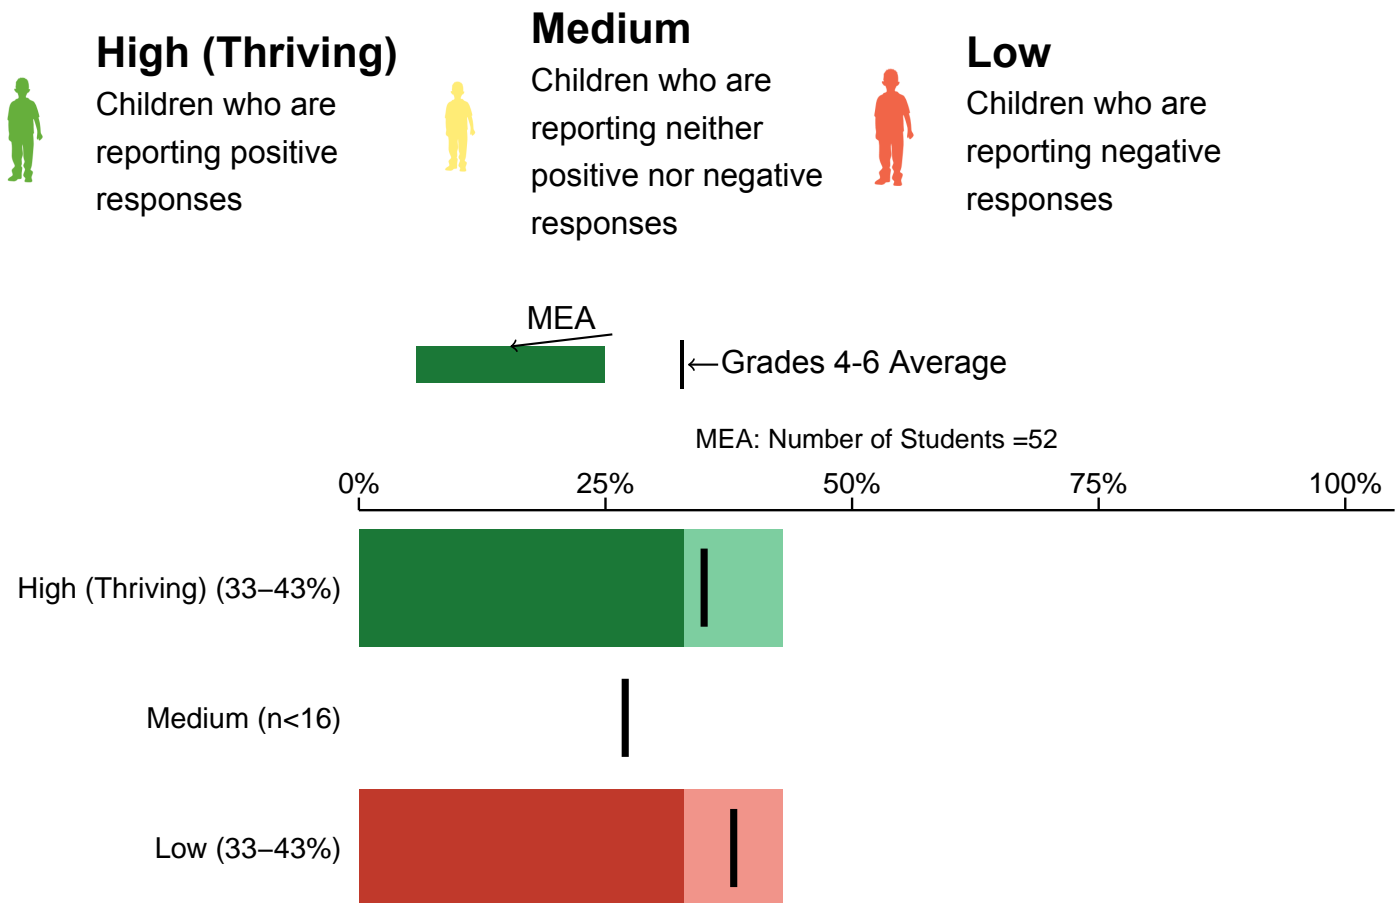 High (Thriving)
Children who are
reporting positive
responses
Medium
Children who are
reporting neither
positive nor negative
responses
Low
Children who are
reporting negative
responses
MEA
Grades 4-6 Average
MEA: Number of Students =52
0% 25% 50% 75% 100%
High (Thriving) (33–43%)
Medium (n<16)
Low (33–43%)